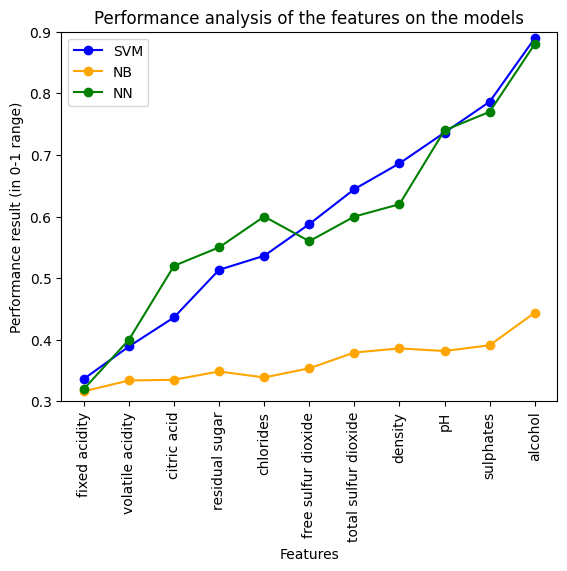 Performance analysis of the features on the models
SVM
NB
NN
Performance result (in 0-1 range)
0.9
0.8
0.7
0.6
0.5
0.4
0.3
fixed acidity
volatile acidity
citric acid
residual sugar
chlorides
free sulfur dioxide
total sulfur dioxide
density
pH
sulphates
alcohol
Features